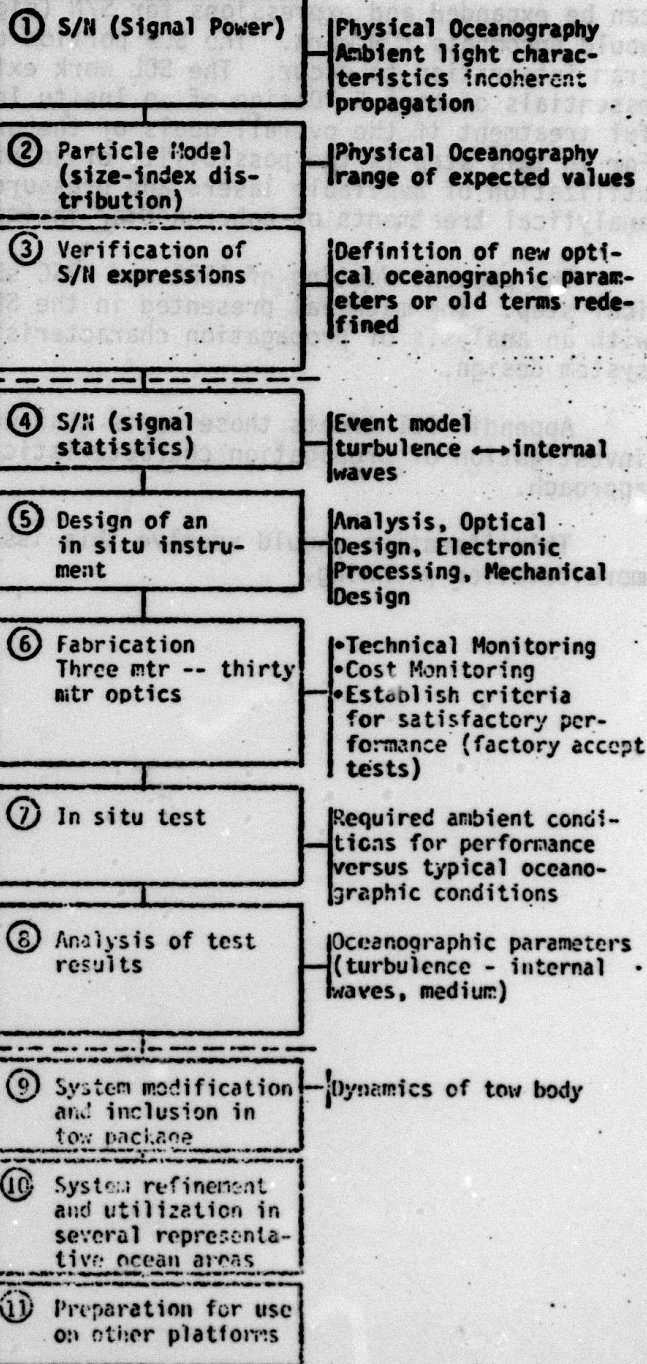 ① S/N (Signal Power)
Physical Oceanography
Ambient light charac-
teristics incoherent
propagation
② Particle Model
(size-index dis-
tribution)
Physical Oceanography
range of expected values
③ Verification of
S/N expressions
Definition of new opti-
cal oceanographic param-
eters or old terms rede-
fined
④ S/N (signal
statistics)
Event model
turbulence ⟷internal
waves
⑤ Design of an
in situ instru-
ment
Analysis, Optical
Design, Electronic
Processing, Mechanical
Design
⑥ Fabrication
Three mtr -- thirty
mtr optics
•Technical Monitoring
•Cost Monitoring
•Establish criteria
for satisfactory per-
formance (factory accept
tests)
⑦ In situ test
Required ambient condi-
tions for performance
versus typical oceano-
graphic conditions
⑧ Analysis of test
results
Oceanographic parameters
(turbulence - internal
waves, medium)
⑨ System modification
and inclusion in
tow package
Dynamics of tow body
⑩ System refinement
and utilization in
several representa-
tive ocean areas
⑪ Preparation for use
on other platforms